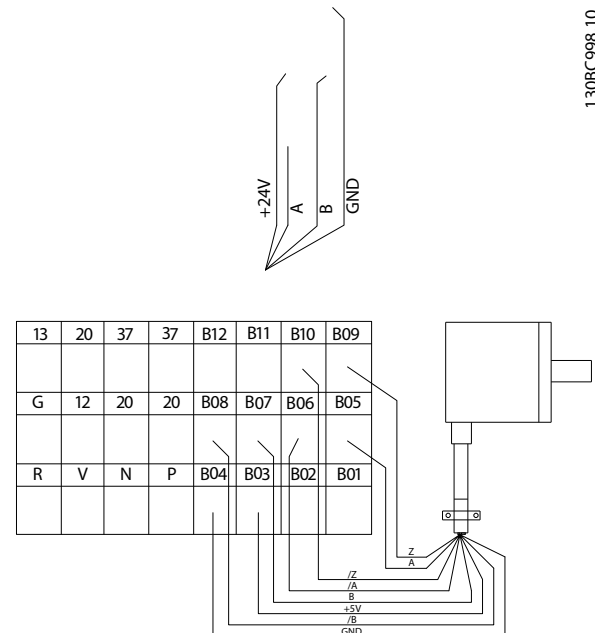 130BC998.10
+24V
A
B
GND
13 20 37 37 B12 B11 B10 B09
G 12 20 20 B08 B07 B06 B05
R V N P B04 B03 B02 B01
Z
A
/Z
/A
B
+5V
/B
GND